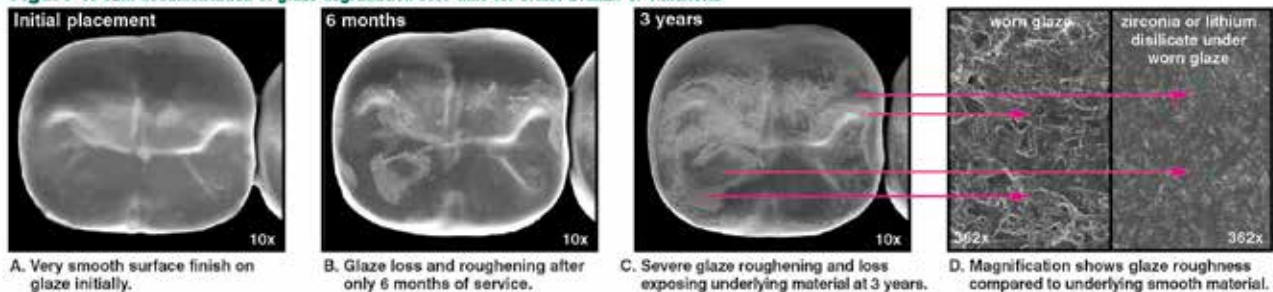 Initial placement
10x
6 months
10x
3 years
10x
worn glaze
362x
zirconia or lithium
disilicate under
worn glaze
362x
A. Very smooth surface finish on
glaze initially.
B. Glaze loss and roughening after
only 6 months of service.
C. Severe glaze roughening and loss
exposing underlying material at 3 years.
D. Magnification shows glaze roughness
compared to underlying smooth material.